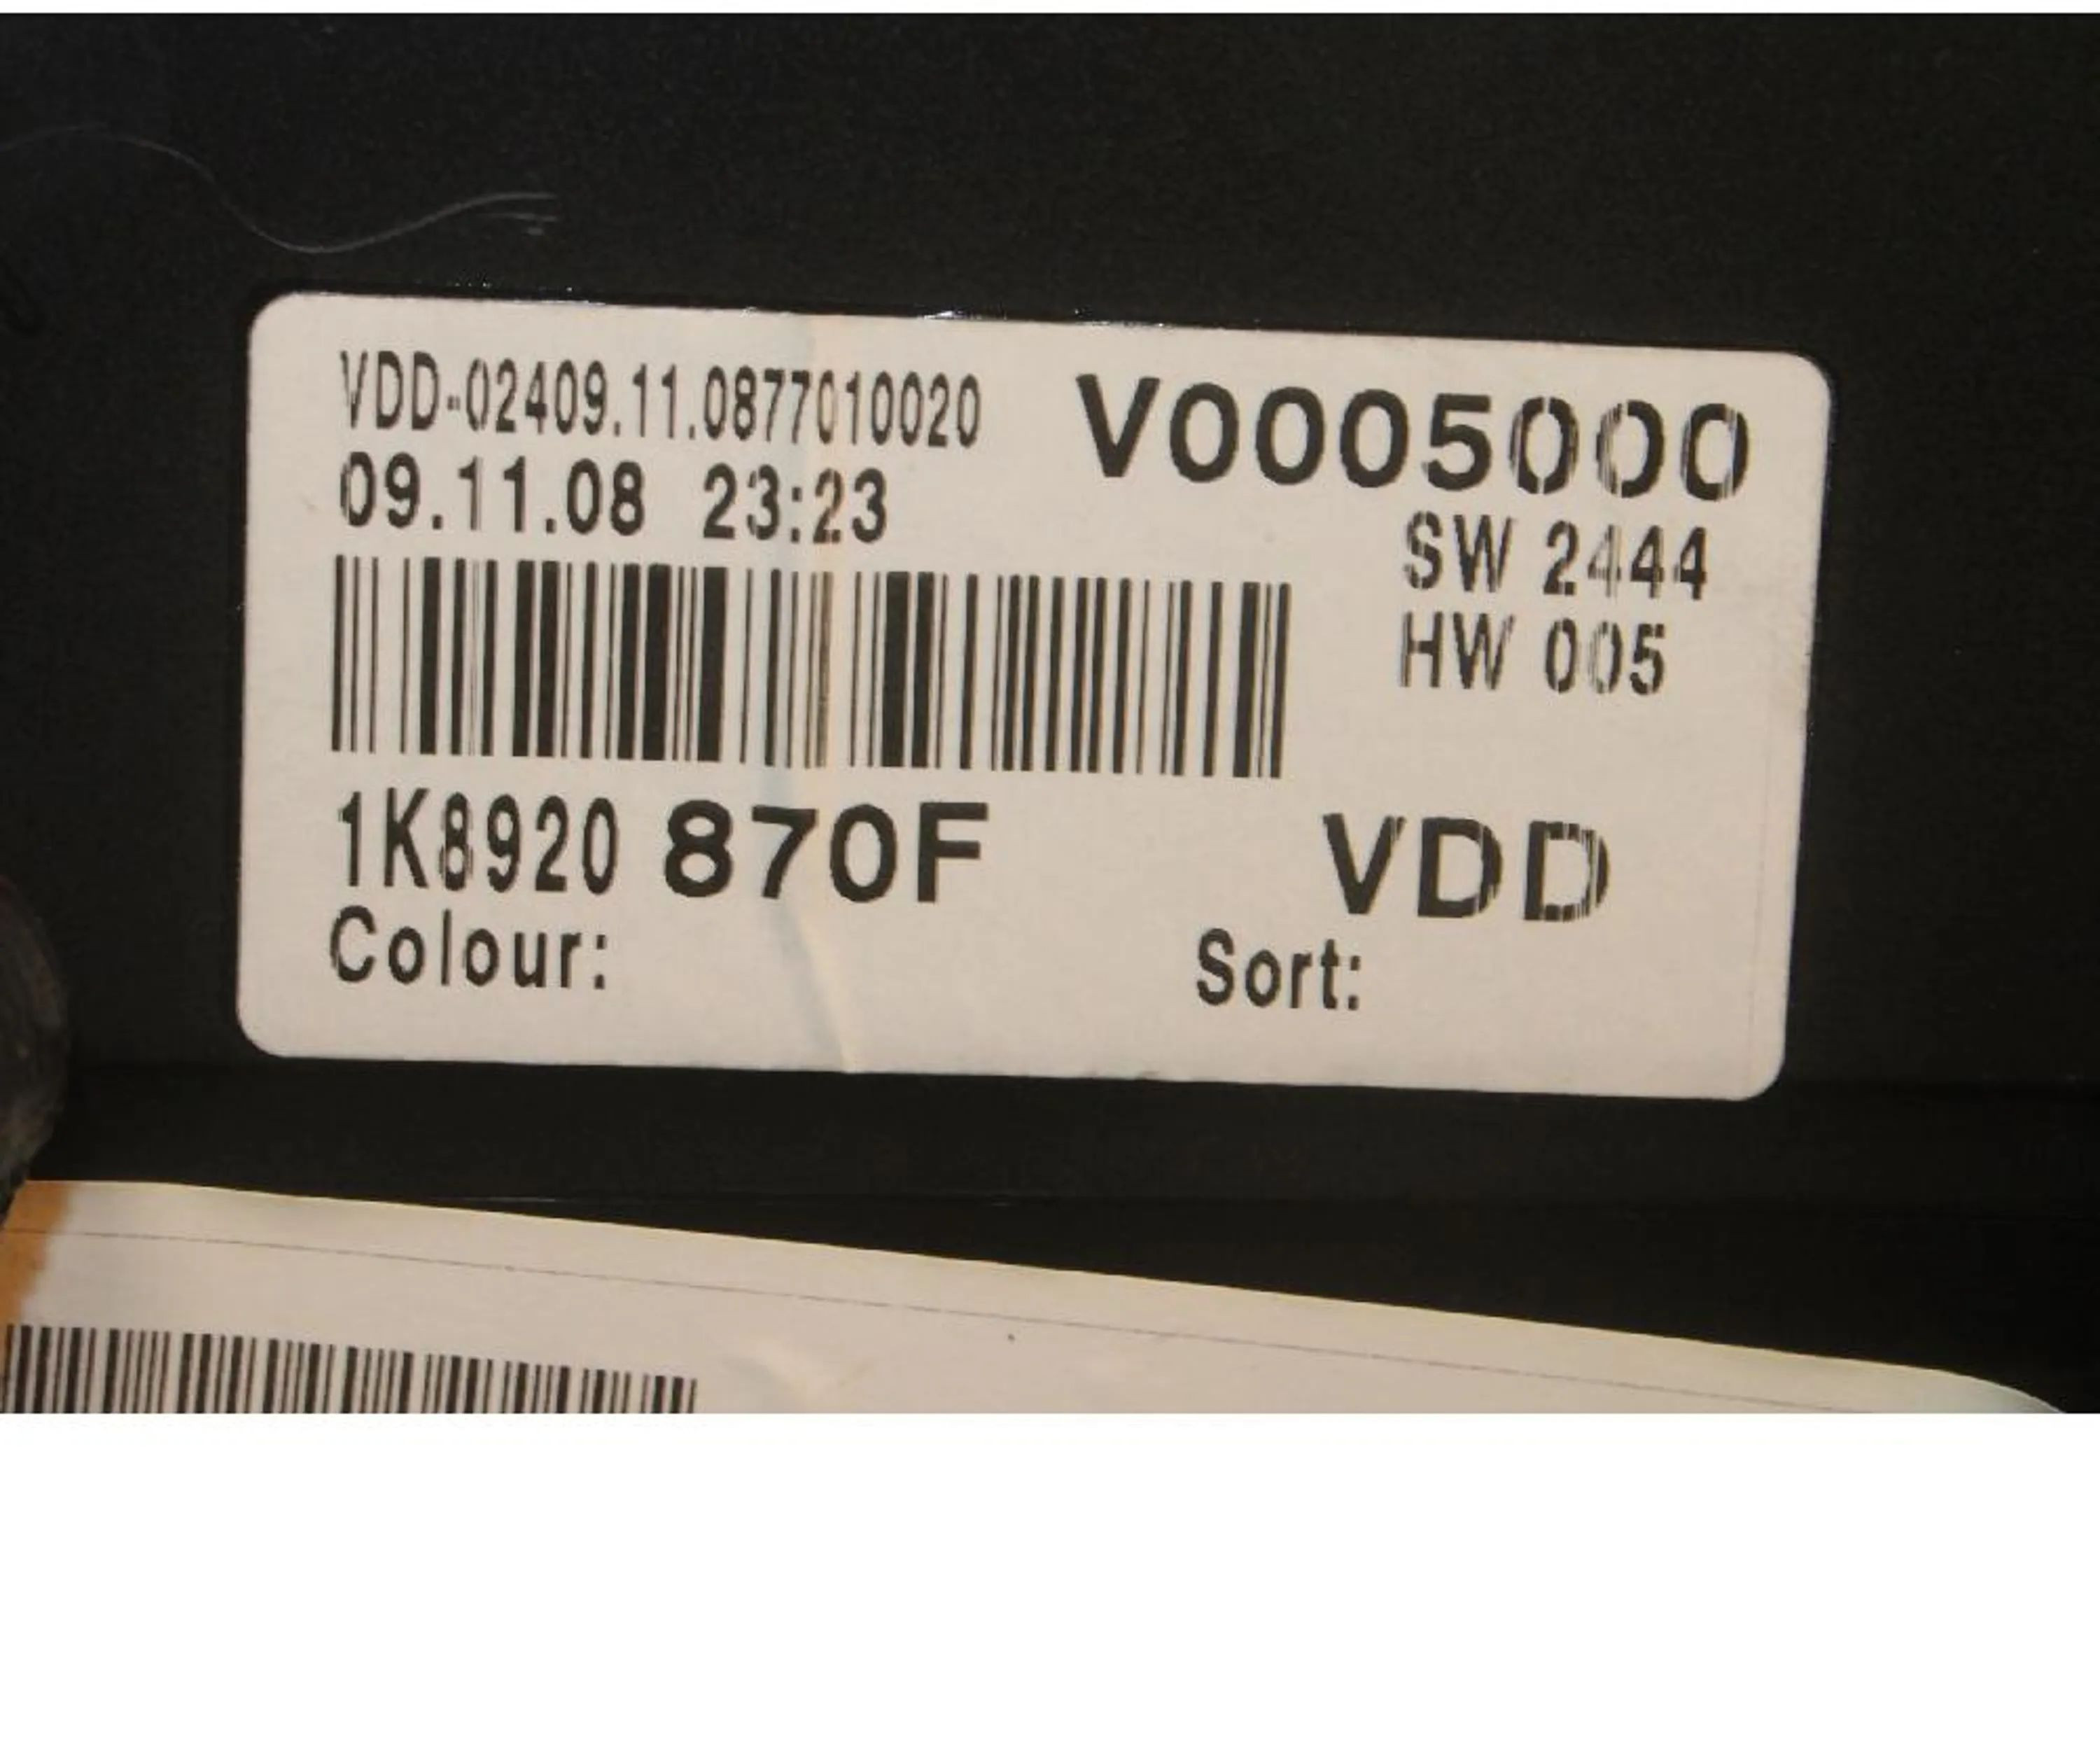 VDD-02409.11.0877010020 V0005000
09.11.08 23:23
SW 2444
HW 005
1K8920 870F VDD
Colour: Sort: